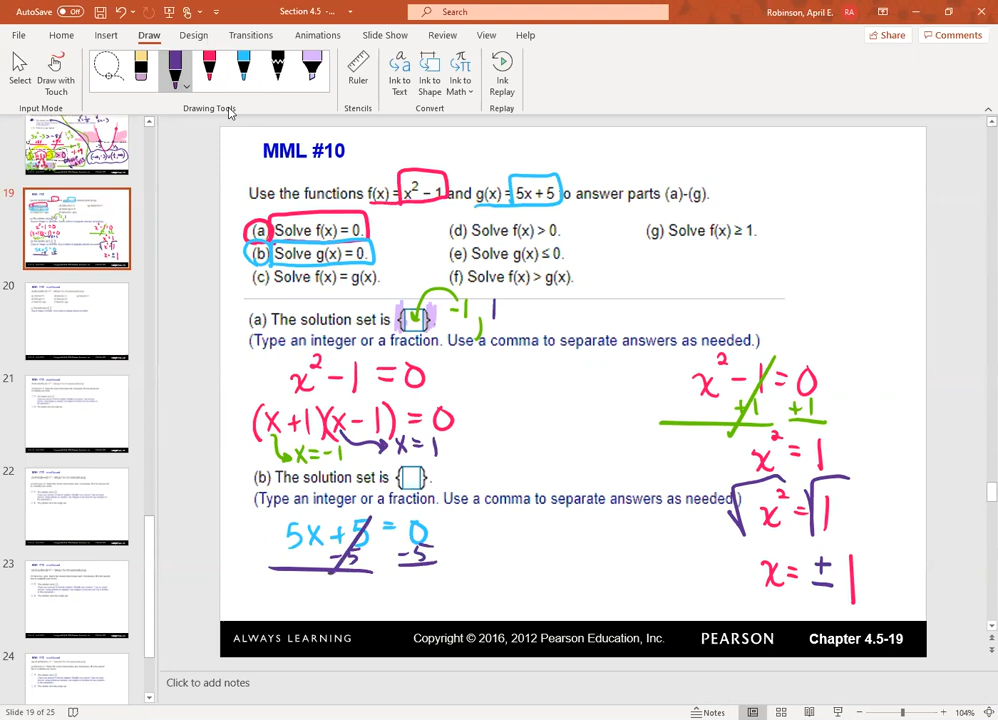 AutoSave Off
Section 4.5 -
Search
Robinson, April E. RA
File Home Insert Draw Design Transitions Animations Slide Show Review View Help
Share Comments
Select
Draw with Touch
Ruler
Ink to Text
Ink to Shape
Ink to Math
Ink Replay
Input Mode Drawing Tools Stencils Convert Replay
19
20
21
22
23
24
MML #10
Use the functions f(x) = x² − 1 and g(x) = 5x + 5 to answer parts (a)-(g).
(a) Solve f(x) = 0. (d) Solve f(x) > 0. (g) Solve f(x) ≥ 1.
(b) Solve g(x) = 0. (e) Solve g(x) ≤ 0.
(c) Solve f(x) = g(x). (f) Solve f(x) > g(x).
(a) The solution set is { }. -1, 1
(Type an integer or a fraction. Use a comma to separate answers as needed.)
x² - 1 = 0
(x + 1)(x - 1) = 0
x = -1 x = 1
x² - 1 = 0
+1 +1
x² = 1
√x² = √1
x = ± 1
(b) The solution set is { }.
(Type an integer or a fraction. Use a comma to separate answers as needed.)
5x + 5 = 0
-5 -5
ALWAYS LEARNING Copyright © 2016, 2012 Pearson Education, Inc. PEARSON Chapter 4.5-19
Click to add notes
Slide 19 of 25 Notes 104%